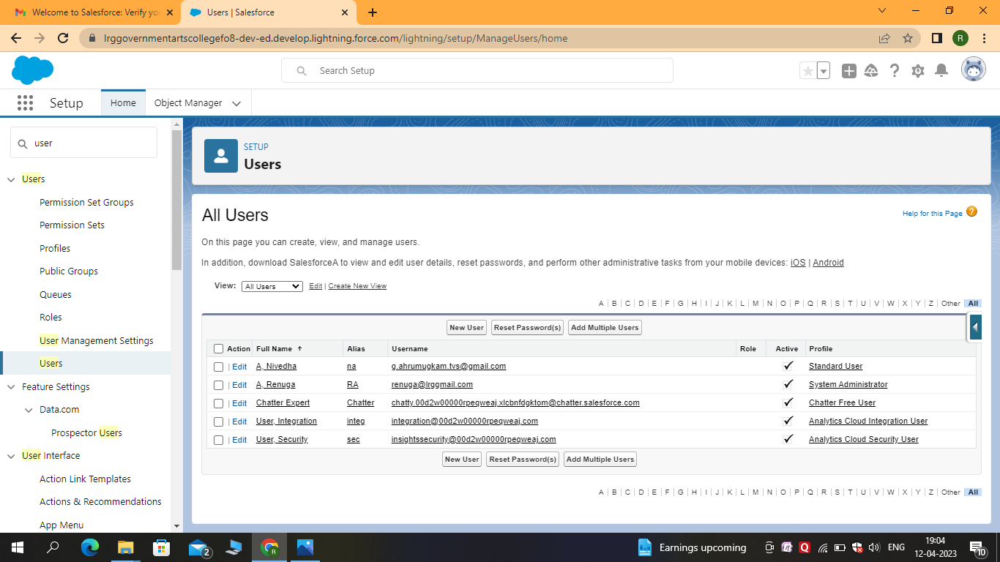 Welcome to Salesforce: Verify yo
Users | Salesforce
lrggovernmentartscollegefo8-dev-ed.develop.lightning.force.com/lightning/setup/ManageUsers/home
R
Search Setup
Setup
Home
Object Manager
user
Users
Permission Set Groups
Permission Sets
Profiles
Public Groups
Queues
Roles
User Management Settings
Users
Feature Settings
Data.com
Prospector Users
User Interface
Action Link Templates
Actions & Recommendations
App Menu
SETUP
Users
All Users
Help for this Page ?
On this page you can create, view, and manage users.
In addition, download SalesforceA to view and edit user details, reset passwords, and perform other administrative tasks from your mobile devices: iOS | Android
View: All Users Edit | Create New View
A | B | C | D | E | F | G | H | I | J | K | L | M | N | O | P | Q | R | S | T | U | V | W | X | Y | Z | Other All
New User Reset Password(s) Add Multiple Users
Action Full Name Alias Username Role Active Profile
| Edit A, Nivedha na g.ahrumugkam.tvs@gmail.com Standard User
| Edit A, Renuga RA renuga@lrggmail.com System Administrator
| Edit Chatter Expert Chatter chatty.00d2w00000rpeqweaj.xlcbnfdgktom@chatter.salesforce.com Chatter Free User
| Edit User, Integration integ integration@00d2w00000rpeqweaj.com Analytics Cloud Integration User
| Edit User, Security sec insightssecurity@00d2w00000rpeqweaj.com Analytics Cloud Security User
New User Reset Password(s) Add Multiple Users
A | B | C | D | E | F | G | H | I | J | K | L | M | N | O | P | Q | R | S | T | U | V | W | X | Y | Z | Other All
2
R
Earnings upcoming
Q
ENG
19:04
12-04-2023
10